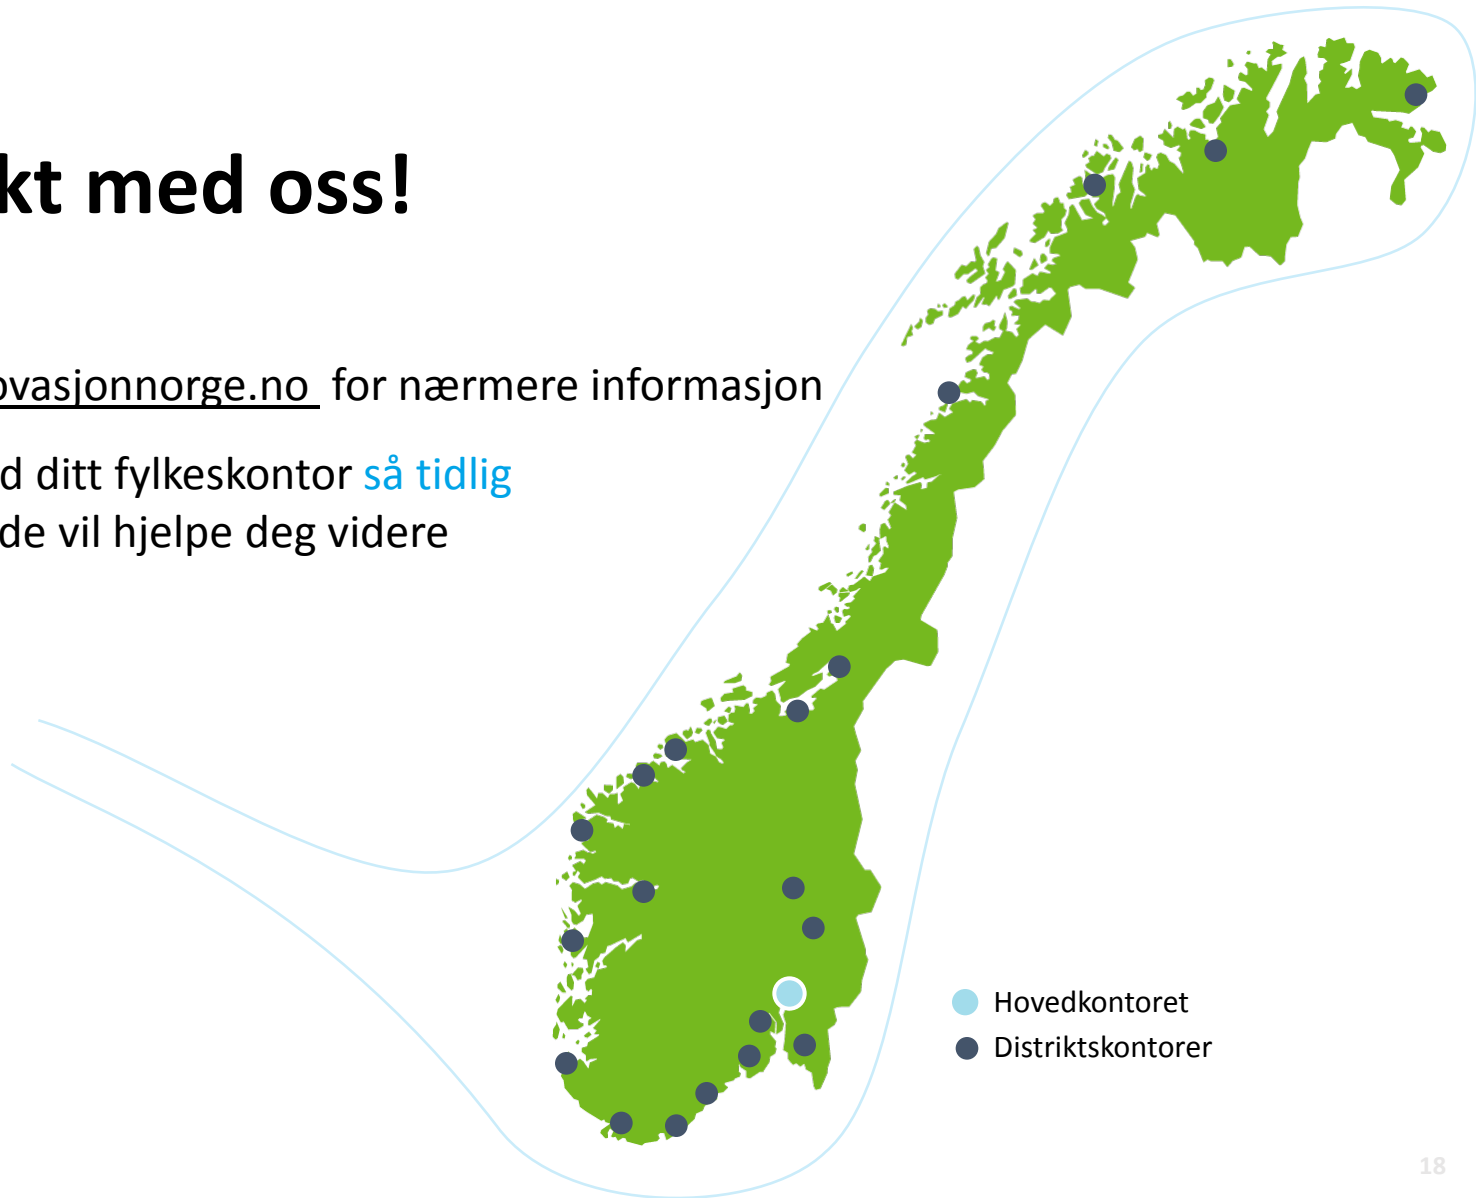 kt med oss!
ovasjonnorge.no for nærmere informasjon
d ditt fylkeskontor så tidlig
de vil hjelpe deg videre
Hovedkontoret
Distriktskontorer
18